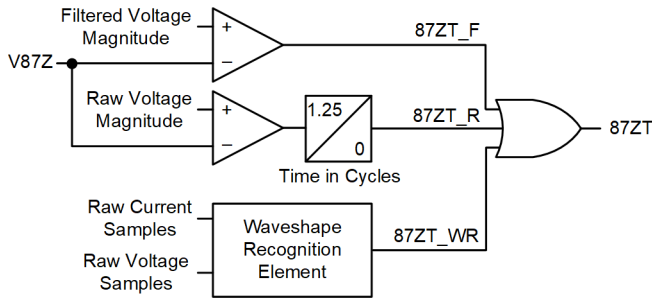 Filtered Voltage
Magnitude
+
87ZT_F
V87Z
−
Raw Voltage
Magnitude
+
1.25
87ZT_R
87ZT
−
0
Time in Cycles
Raw Current
Samples
Waveshape
Recognition
Element
87ZT_WR
Raw Voltage
Samples